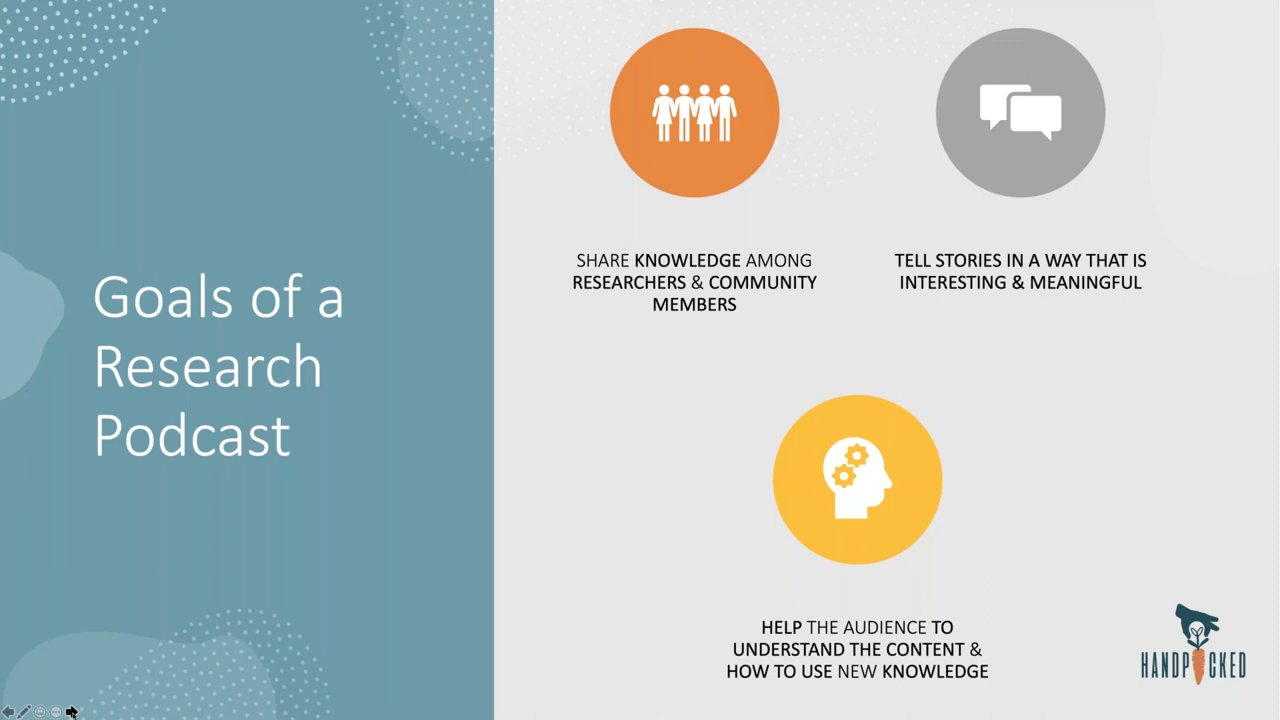 Goals of a
Research
Podcast
SHARE KNOWLEDGE AMONG
RESEARCHERS & COMMUNITY
MEMBERS
TELL STORIES IN A WAY THAT IS
INTERESTING & MEANINGFUL
HELP THE AUDIENCE TO
UNDERSTAND THE CONTENT &
HOW TO USE NEW KNOWLEDGE
HANDPICKED